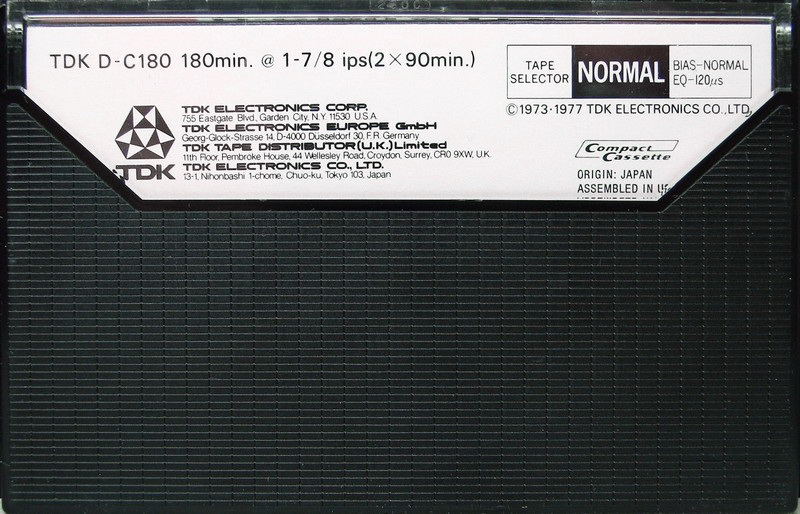 TDK D-C180 180min. @ 1-7/8 ips(2×90min.)
TAPE SELECTOR NORMAL BIAS-NORMAL EQ-120μs
©1973·1977 TDK ELECTRONICS CO., LTD.
TDK
TDK ELECTRONICS CORP.
755 Eastgate Blvd., Garden City, N.Y. 11530 U.S.A.
TDK ELECTRONICS EUROPE GmbH
Georg-Glock-Strasse 14, D-4000 Düsseldorf 30, F.R. Germany
TDK TAPE DISTRIBUTOR (U.K.) Limited
11th Floor, Pembroke House, 44 Wellesley Road, Croydon, Surrey, CR0 9XW, U.K.
TDK ELECTRONICS CO., LTD.
13-1, Nihonbashi 1-chome, Chuo-ku, Tokyo 103, Japan
Compact
Cassette
ORIGIN: JAPAN
ASSEMBLED IN